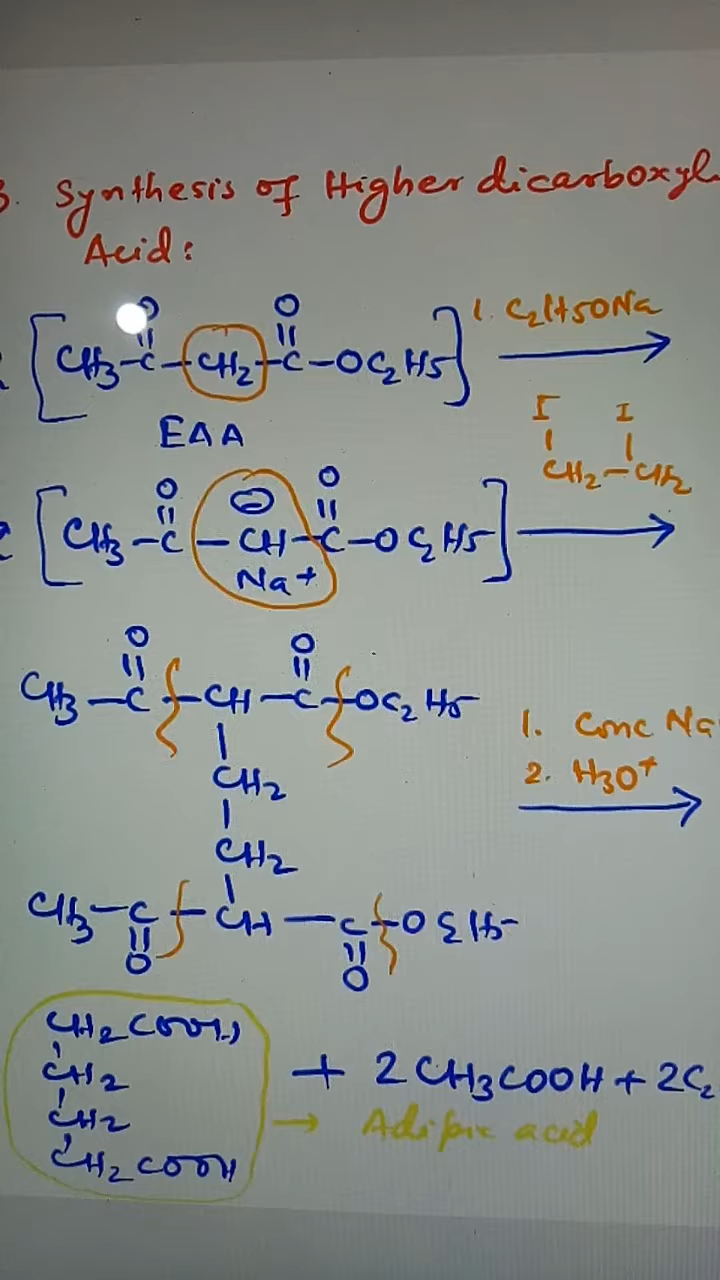 3. Synthesis of Higher dicarboxyl
Acid:
[CH3-C(=O)-CH2-C(=O)-OC2H5] 1. C2H5ONa
EAA
I I
CH2-CH2
[CH3-C(=O)-CH-C(=O)-OC2H5]
⊖
Na+
O O
CH3-C-CH-C-OC2H5
1. Conc Na
CH2
2. H3O+
CH2
CH3-C-CH-C-OC2H5
O O
CH2COOH
CH2
+ 2CH3COOH + 2C2
CH2
→ Adipic acid
CH2COOH